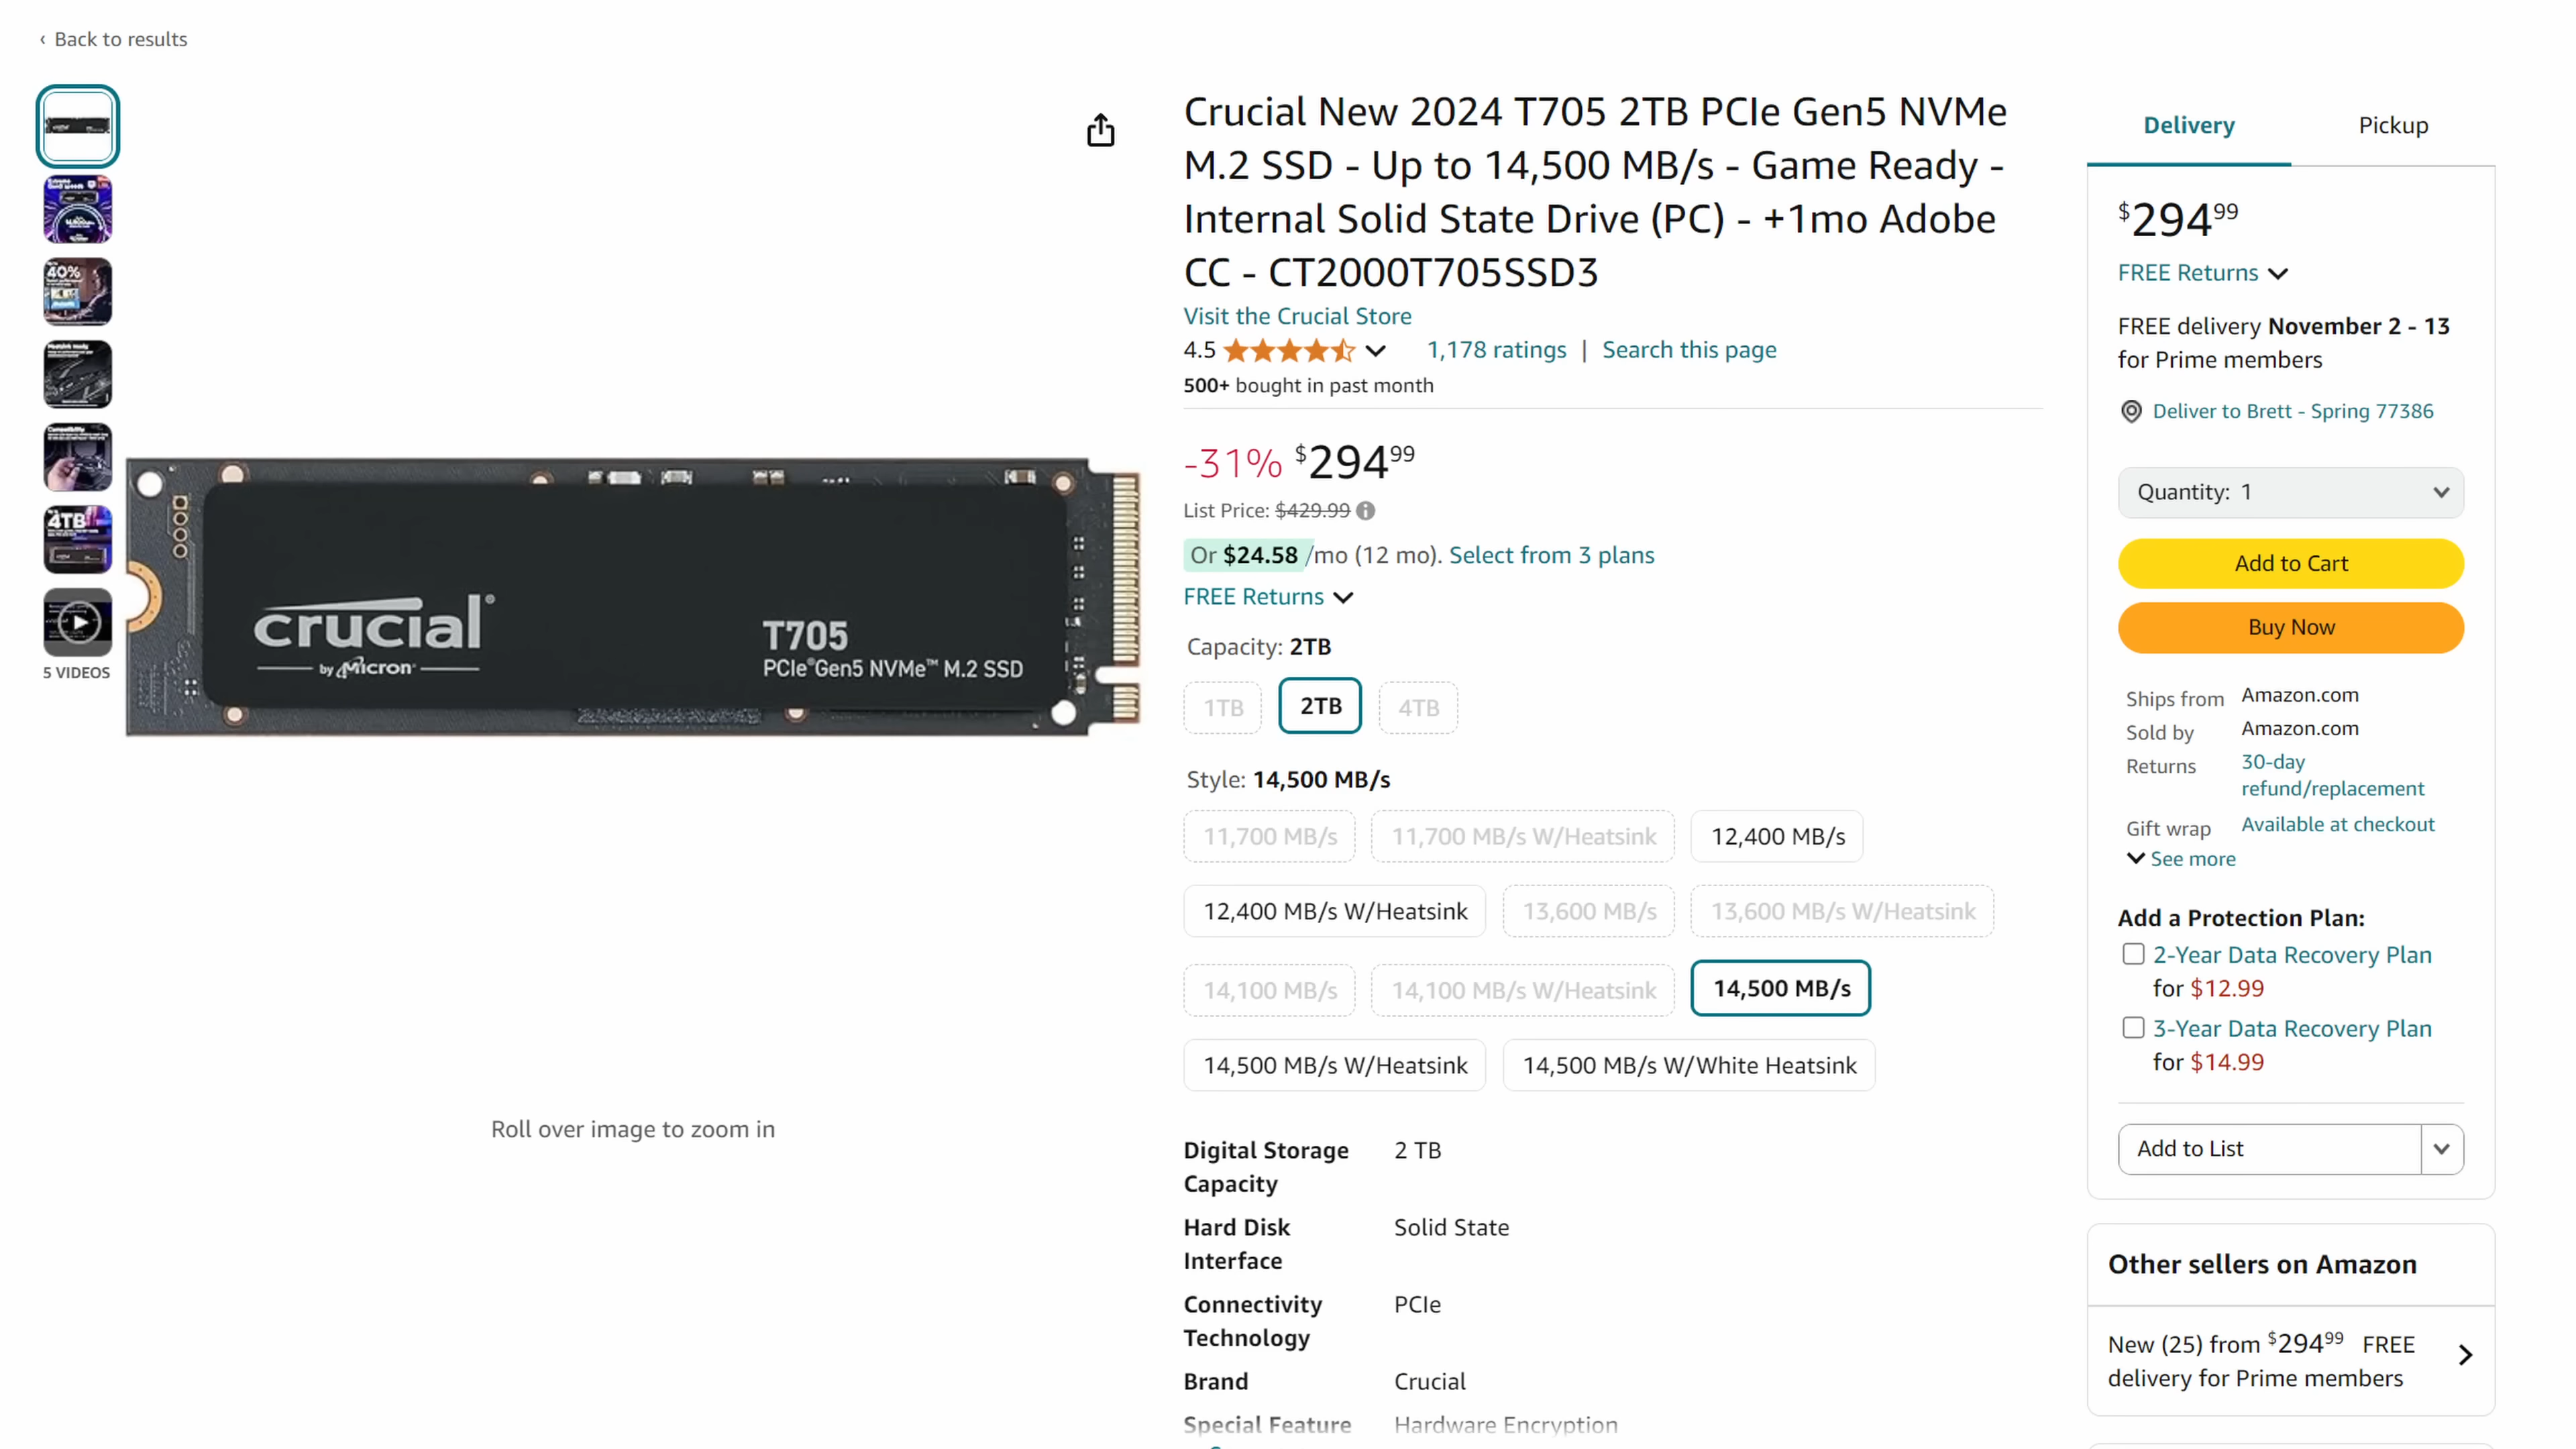 ‹ Back to results
40%
4TB
5 VIDEOS
crucial
by Micron
T705
PCIe® Gen5 NVMe™ M.2 SSD
Roll over image to zoom in
Crucial New 2024 T705 2TB PCIe Gen5 NVMe
M.2 SSD - Up to 14,500 MB/s - Game Ready -
Internal Solid State Drive (PC) - +1mo Adobe
CC - CT2000T705SSD3
Visit the Crucial Store
4.5 1,178 ratings | Search this page
500+ bought in past month
-31% $294 99
List Price: $429.99
Or $24.58 /mo (12 mo). Select from 3 plans
FREE Returns
Capacity: 2TB
1TB 2TB 4TB
Style: 14,500 MB/s
11,700 MB/s 11,700 MB/s W/Heatsink 12,400 MB/s
12,400 MB/s W/Heatsink 13,600 MB/s 13,600 MB/s W/Heatsink
14,100 MB/s 14,100 MB/s W/Heatsink 14,500 MB/s
14,500 MB/s W/Heatsink 14,500 MB/s W/White Heatsink
Digital Storage Capacity 2 TB
Hard Disk Interface Solid State
Connectivity Technology PCIe
Brand Crucial
Special Feature Hardware Encryption
Delivery Pickup
$294 99
FREE Returns
FREE delivery November 2 - 13
for Prime members
Deliver to Brett - Spring 77386
Quantity: 1
Add to Cart
Buy Now
Ships from Amazon.com
Sold by Amazon.com
Returns 30-day
refund/replacement
Gift wrap Available at checkout
See more
Add a Protection Plan:
2-Year Data Recovery Plan
for $12.99
3-Year Data Recovery Plan
for $14.99
Add to List
Other sellers on Amazon
New (25) from $294 99 FREE
delivery for Prime members